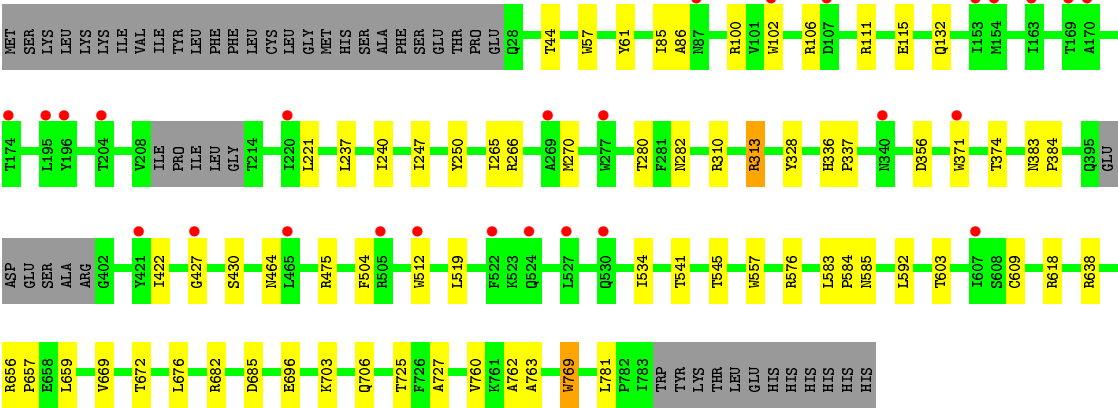 MET SER LYS LEU LYS LYS ILE VAL ILE TYR LEU PHE PHE LEU CYS LEU GLY MET HIS SER ALA PHE SER GLU THR PRO GLU Q28 T44 W57 Y61 I85 A86 N87 R100 V101 W102 R106 D107 R111 E115 Q132 I153 M154 I163 T169 A170
T174 L195 Y196 T204 V208 ILE PRO ILE LEU GLY T214 I220 L221 L237 I240 I247 Y250 I265 R266 A269 M270 W277 T280 F281 N282 R310 R313 Y328 H336 P337 N340 D356 W371 T374 N383 P384 Q395 GLU
ASP GLU SER ALA ARG G402 Y421 I422 G427 S430 N464 L465 R475 F504 R505 W512 L519 F522 K523 Q524 L527 Q530 I534 T541 T545 W557 R576 L583 P584 N585 L592 T603 I607 S608 C609 R618 R638
R656 P657 E658 L659 V669 T672 L676 R682 D685 E696 K703 Q706 T725 F726 A727 V760 K761 A762 A763 W769 L781 P782 I783 TRP TYR LYS THR LEU GLU HIS HIS HIS HIS HIS HIS